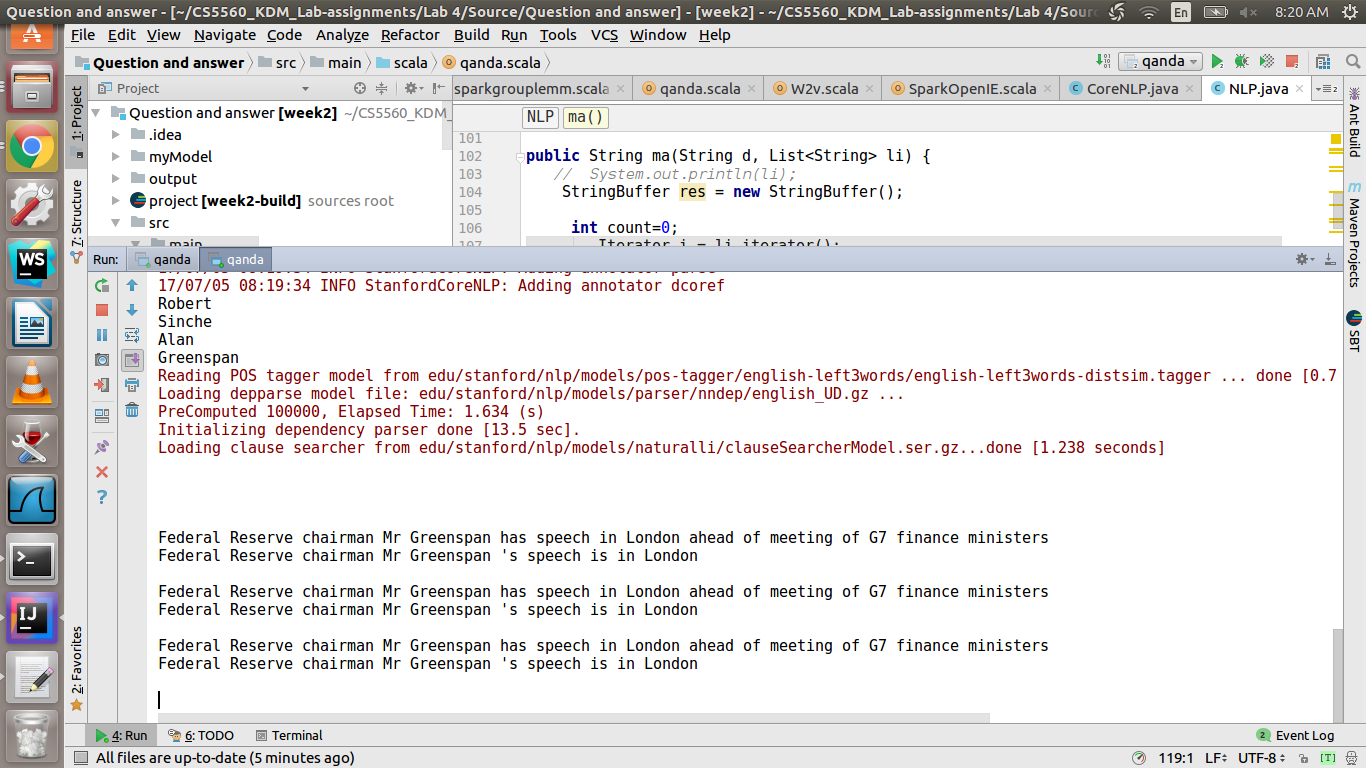 Question and answer - [~/CS5560_KDM_Lab-assignments/Lab 4/Source/Question and answer] - [week2] - ~/CS5560_KDM_Lab-assignments/Lab 4/Sour
En
8:20 AM
File Edit View Navigate Code Analyze Refactor Build Run Tools VCS Window Help
Question and answer src main scala qanda.scala
qanda
Project
sparkgrouplemm.scala qanda.scala W2v.scala SparkOpenIE.scala CoreNLP.java NLP.java
1: Project
7: Structure
2: Favorites
Question and answer [week2] ~/CS5560_KDM_
.idea
myModel
output
project [week2-build] sources root
src
main
NLP ma()
101
102 public String ma(String d, List<String> li) {
103 // System.out.println(li);
104 StringBuffer res = new StringBuffer();
105
106 int count=0;
107 Iterator i = li.iterator();
Ant Build
m Maven Projects
SBT
Run: qanda qanda
17/07/05 08:19:34 INFO StanfordCoreNLP: Adding annotator parse
17/07/05 08:19:34 INFO StanfordCoreNLP: Adding annotator dcoref
Robert
Sinche
Alan
Greenspan
Reading POS tagger model from edu/stanford/nlp/models/pos-tagger/english-left3words/english-left3words-distsim.tagger ... done [0.7
Loading depparse model file: edu/stanford/nlp/models/parser/nndep/english_UD.gz ...
PreComputed 100000, Elapsed Time: 1.634 (s)
Initializing dependency parser done [13.5 sec].
Loading clause searcher from edu/stanford/nlp/models/naturalli/clauseSearcherModel.ser.gz...done [1.238 seconds]
Federal Reserve chairman Mr Greenspan has speech in London ahead of meeting of G7 finance ministers
Federal Reserve chairman Mr Greenspan 's speech is in London
Federal Reserve chairman Mr Greenspan has speech in London ahead of meeting of G7 finance ministers
Federal Reserve chairman Mr Greenspan 's speech is in London
Federal Reserve chairman Mr Greenspan has speech in London ahead of meeting of G7 finance ministers
Federal Reserve chairman Mr Greenspan 's speech is in London
WS
IJ
4: Run 6: TODO Terminal
2 Event Log
All files are up-to-date (5 minutes ago)
119:1 LF UTF-8 [T]